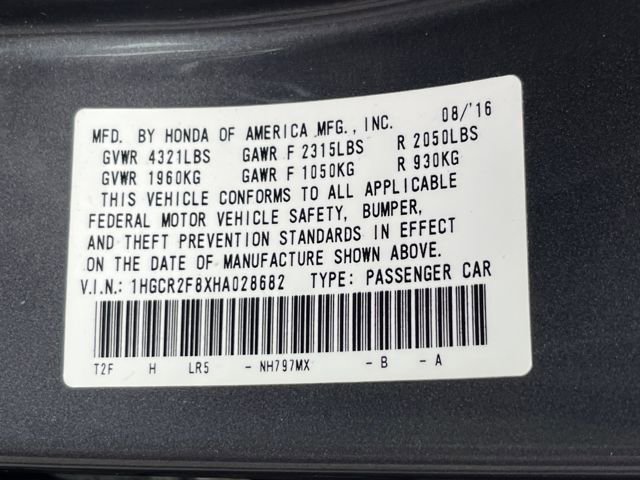 MFD. BY HONDA OF AMERICA MFG., INC. 08/'16
GVWR 4321LBS GAWR F 2315LBS R 2050LBS
GVWR 1960KG GAWR F 1050KG R 930KG
THIS VEHICLE CONFORMS TO ALL APPLICABLE
FEDERAL MOTOR VEHICLE SAFETY, BUMPER,
AND THEFT PREVENTION STANDARDS IN EFFECT
ON THE DATE OF MANUFACTURE SHOWN ABOVE.
V.I.N.: 1HGCR2F8XHA028682 TYPE: PASSENGER CAR
T2F H LR5 - NH797MX - B - A